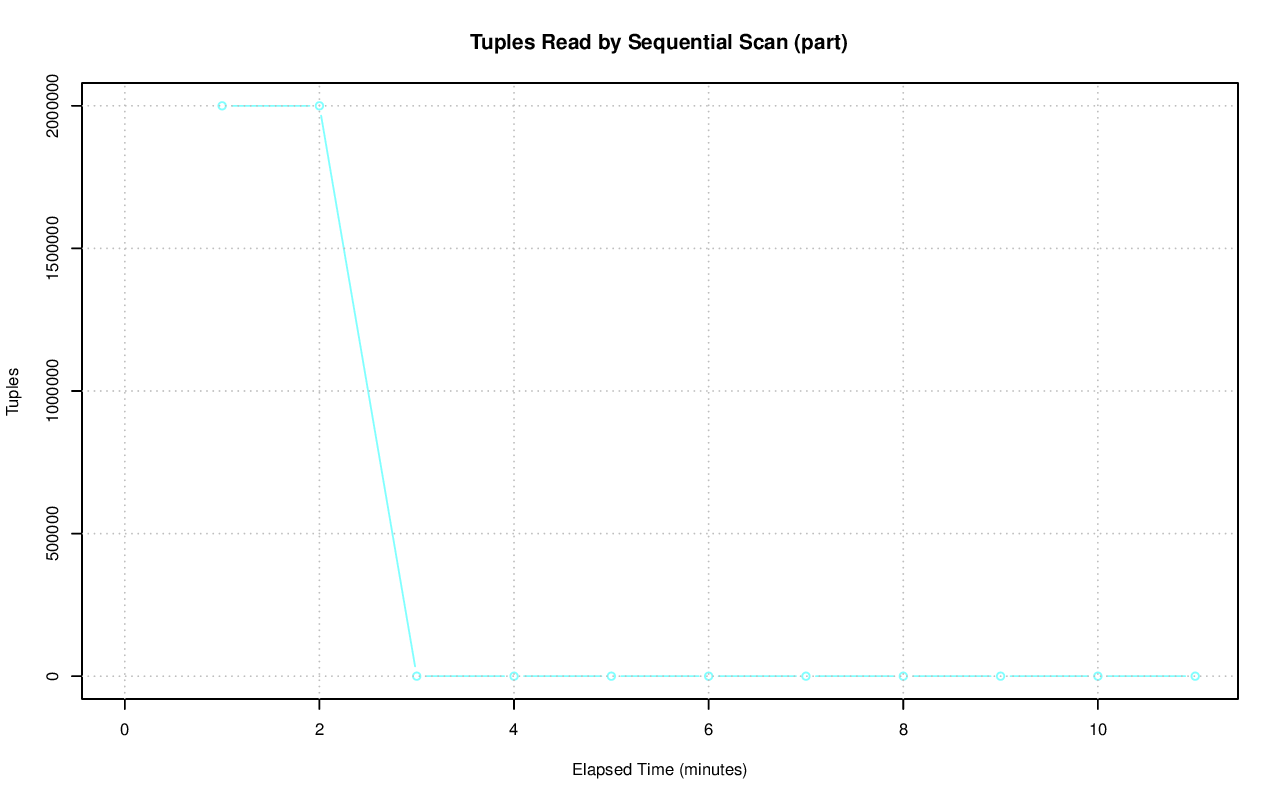 Tuples Read by Sequential Scan (part)
Tuples
2000000
1500000
1000000
500000
0
0 2 4 6 8 10
Elapsed Time (minutes)